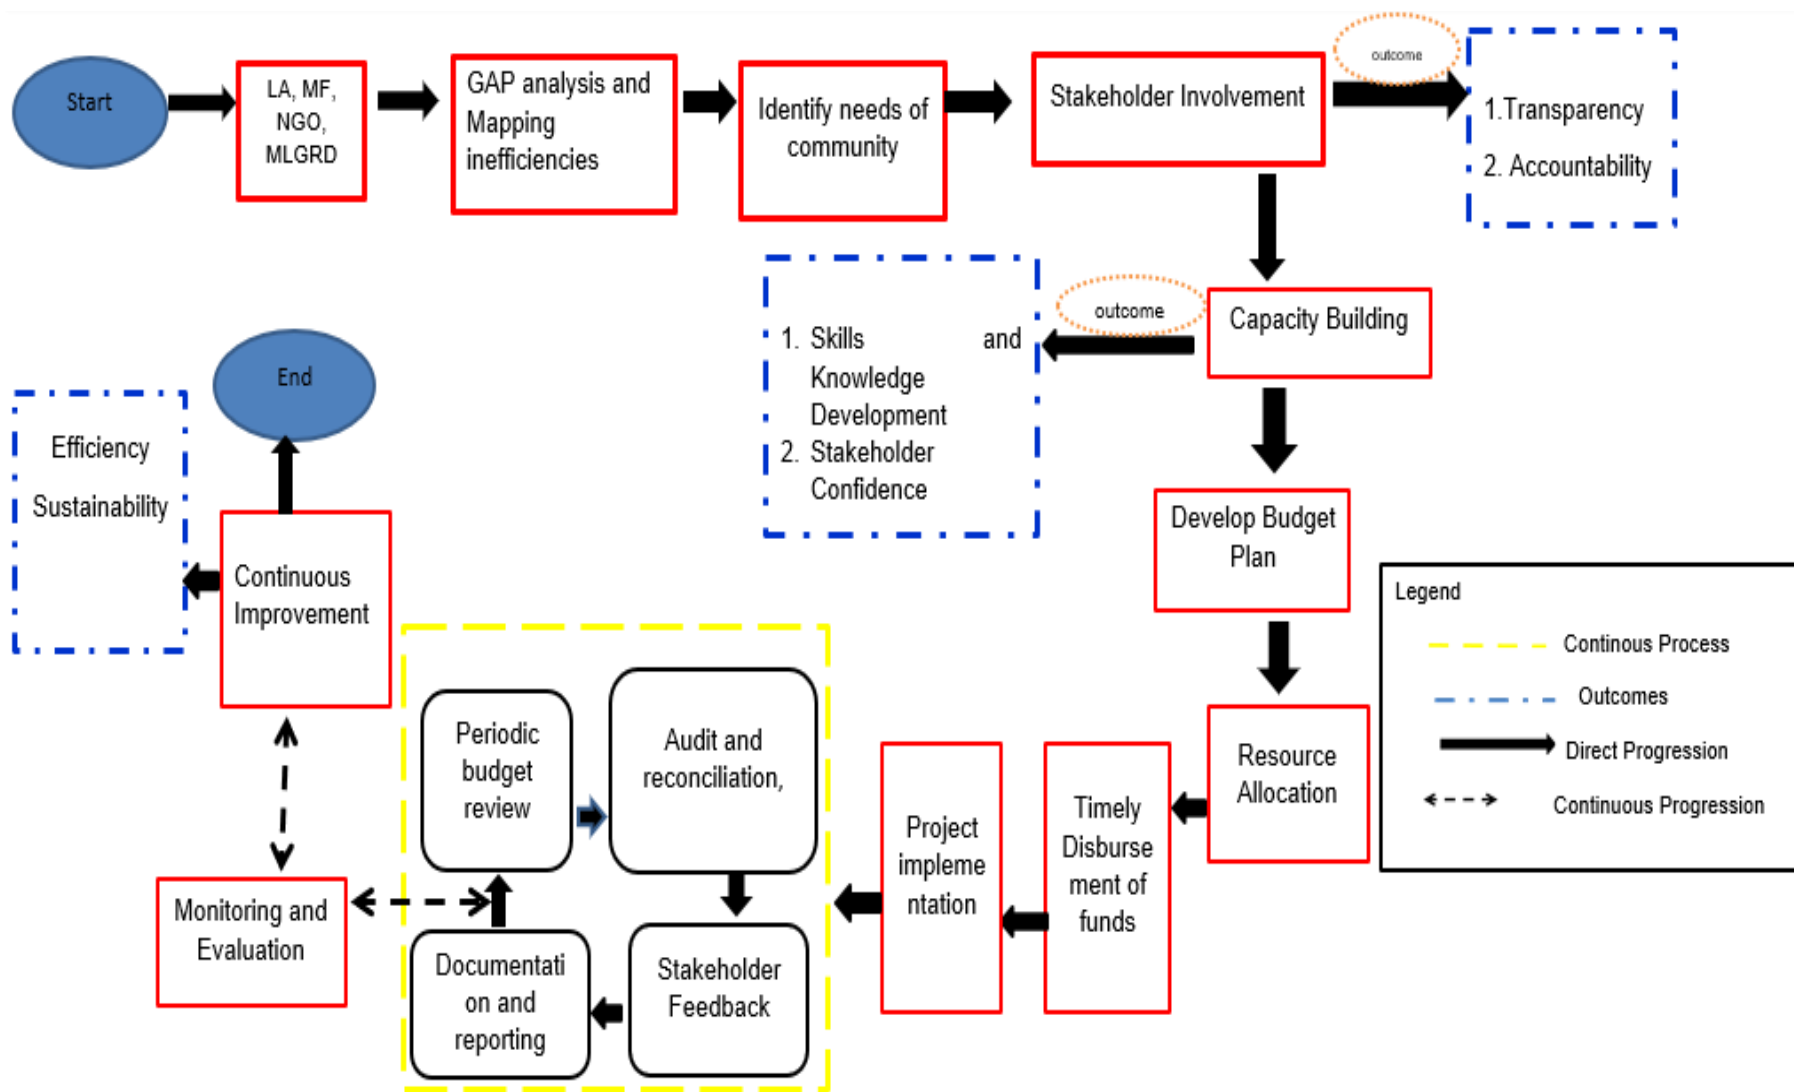 Start
LA, MF,
NGO,
MLGRD
GAP analysis and
Mapping
inefficiencies
Identify needs of
community
Stakeholder Involvement
outcome
1.Transparency
2. Accountability
Capacity Building
outcome
1. Skills and
Knowledge
Development
2. Stakeholder
Confidence
End
Efficiency
Sustainability
Continuous
Improvement
Develop Budget
Plan
Legend
Continous Process
Outcomes
Direct Progression
Continuous Progression
Resource
Allocation
Timely
Disburse
ment of
funds
Project
impleme
ntation
Periodic
budget
review
Audit and
reconciliation,
Stakeholder
Feedback
Documentati
on and
reporting
Monitoring and
Evaluation